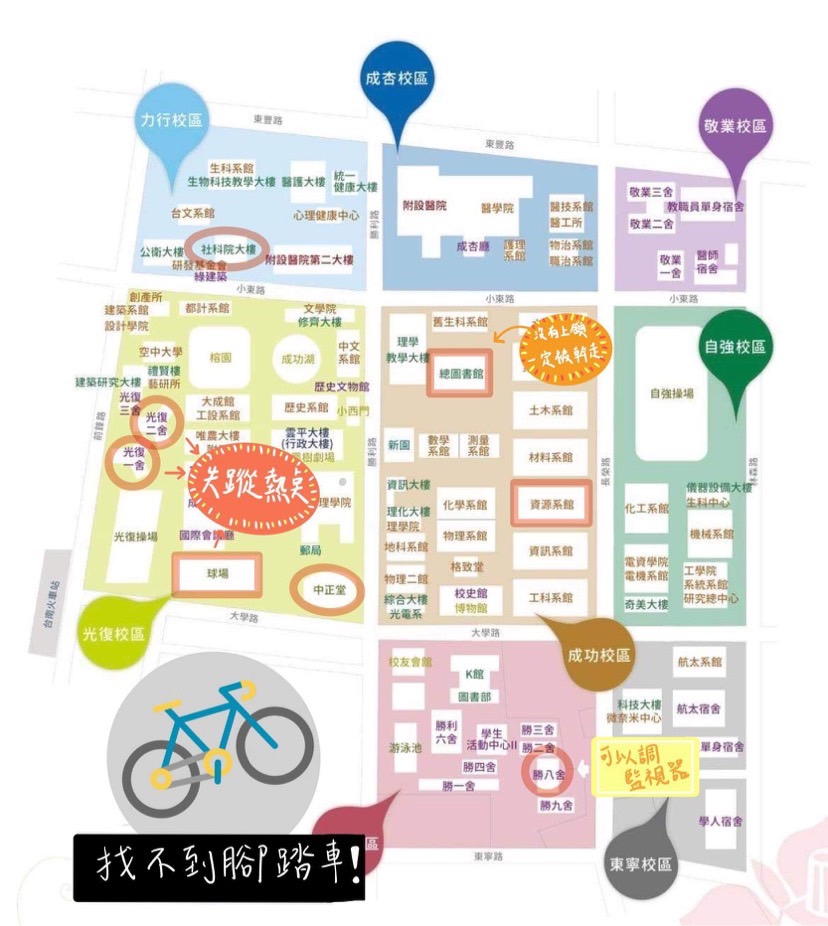 成杏校區
力行校區
敬業校區
東豐路
東豐路
生科系館
生物科技教學大樓
醫護大樓
統一
健康大樓
台文系館
心理健康中心
公衛大樓
社科院大樓
研發基金會
綠建築
附設醫院第二大樓
勝利路
附設醫院
醫學院
成杏廳
護理
系館
醫技系館
醫工所
物治系館
職治系館
敬業三舍
教職員單身宿舍
敬業二舍
敬業
一舍
醫師
宿舍
小東路
小東路
小東路
創產所
建築系館
設計學院
都計系館
文學院
修齊大樓
空中大學
榕園
成功湖
中文
系館
禮賢樓
藝研所
建築研究大樓
歷史文物館
光復
三舍
光復
二舍
大成館
工設系館
歷史系館
小西門
唯農大樓
雲平大樓
(行政大樓)
光復
一舍
失蹤熱點
理學院
成
國際會議廳
光復操場
郵局
球場
中正堂
前鋒路
勝利路
台南火車站
大學路
光復校區
舊生科系館
沒有上鎖
一定被幹走
理學
教學大樓
總圖書館
土木系館
新園
數學
系館
測量
系館
材料系館
資訊大樓
化學系館
資源系館
理化大樓
理學院
物理系館
地科系館
資訊系館
格致堂
物理二館
校史館
博物館
工科系館
綜合大樓
光電系
長榮路
大學路
成功校區
自強校區
自強操場
林森路
儀器設備大樓
生科中心
化工系館
機械系館
電資學院
電機系館
工學院
系統系館
研究總中心
奇美大樓
校友會館
K館
圖書部
勝利
六舍
學生
活動中心II
勝三舍
勝二舍
游泳池
勝四舍
勝八舍
勝一舍
勝九舍
東寧路
區
航太系館
科技大樓
微奈米中心
航太宿舍
單身宿舍
可以調
監視器
學人宿舍
東寧校區
找不到腳踏車!